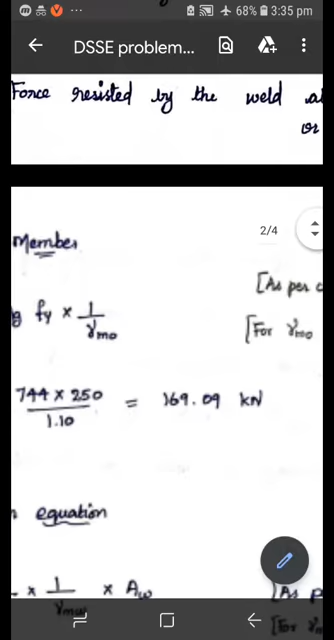 68% 3:35 pm
DSSE problem...
Force resisted by the weld
or
2/4
Member
[As per
fy × 1/γmo
[For γmo
744 × 250 / 1.10 = 169.09 kN
equation
× 1/γmw × Aw
[As p
[For